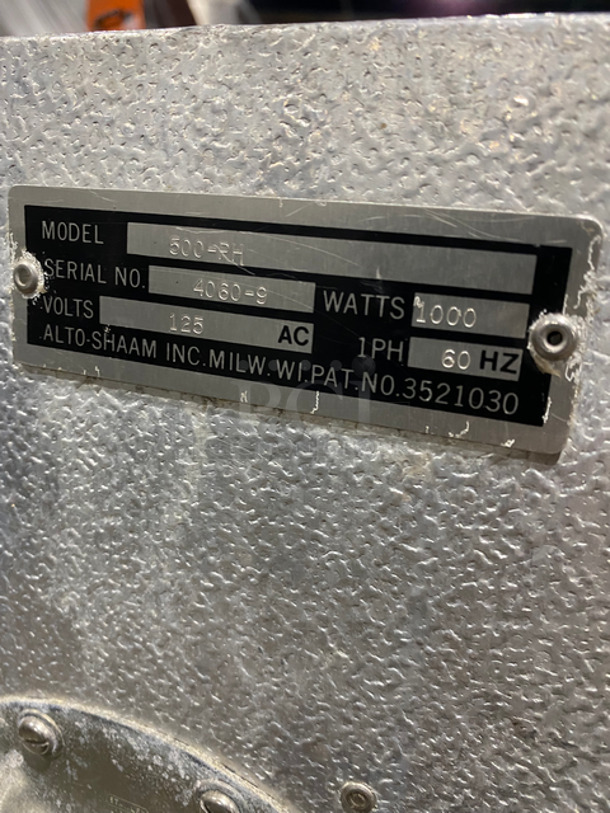 MODEL 500-RH
SERIAL NO. 4060-9 WATTS 1000
VOLTS 125 AC 1PH 60 HZ
ALTO-SHAAM INC. MILW. WI. PAT. NO. 3521030